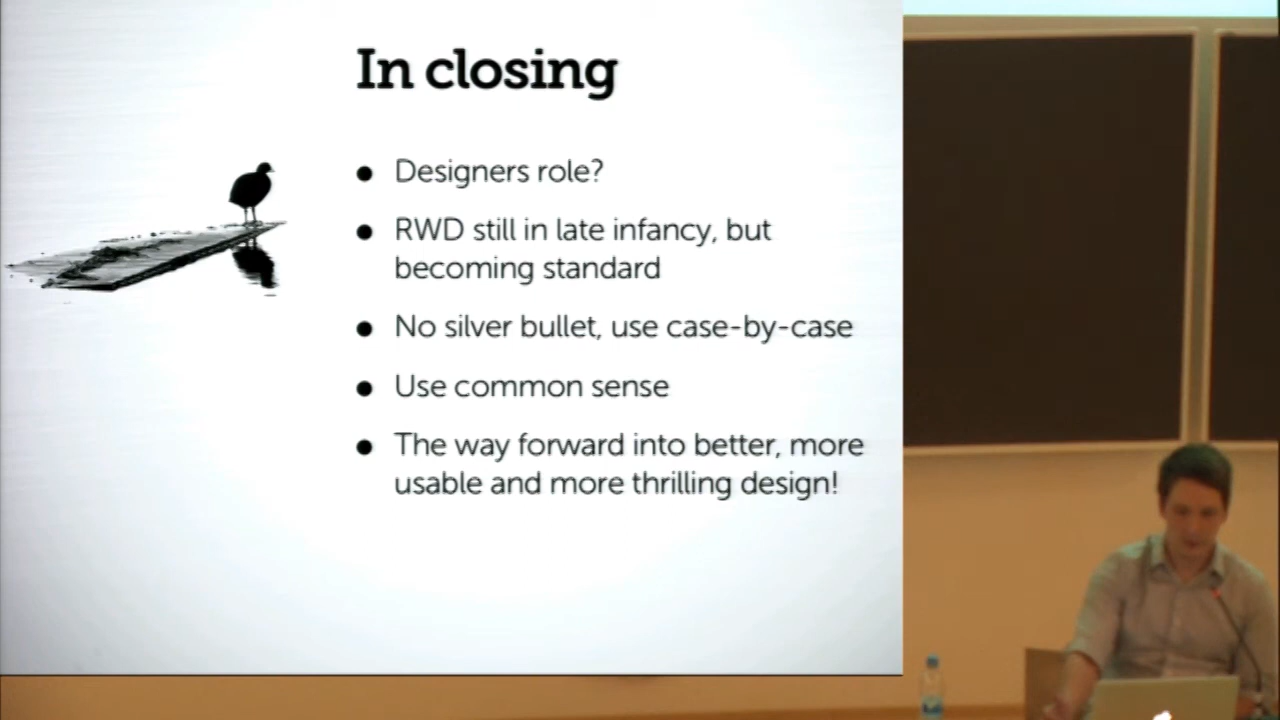 In closing
● Designers role?
● RWD still in late infancy, but
becoming standard
● No silver bullet, use case-by-case
● Use common sense
● The way forward into better, more
usable and more thrilling design!